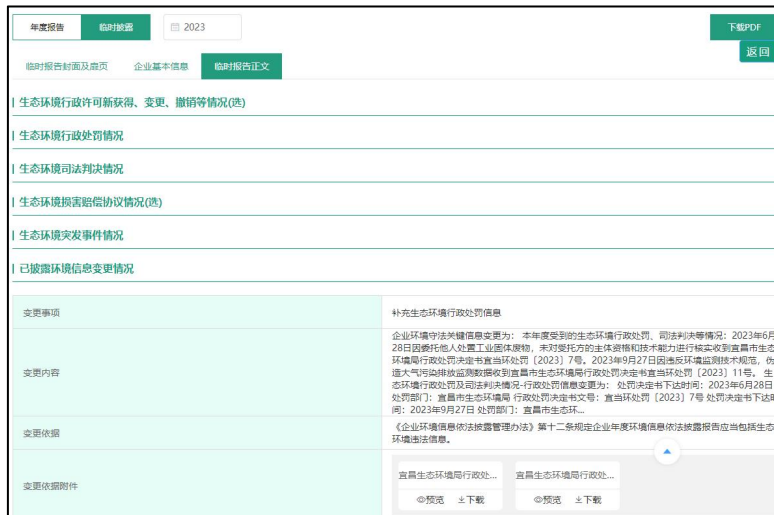 年度报告 临时披露 2023 下载PDF
返回
临时报告封面及扉页 企业基本信息 临时报告正文
生态环境行政许可新获得、变更、撤销等情况(选)
生态环境行政处罚情况
生态环境司法判决情况
生态环境损害赔偿协议情况(选)
生态环境突发事件情况
已披露环境信息变更情况
变更事项 补充生态环境行政处罚信息
变更内容
企业环境守法关键信息变更为: 本年度受到的生态环境行政处罚、司法判决等情况:2023年6月
28日因委托他人处置工业固体废物,未对受托方的主体资格和技术能力进行核实收到宜昌市生态
环境局行政处罚决定书宜当环处罚〔2023〕7号。2023年9月27日因违反环境监测技术规范,伪
造大气污染排放监测数据收到宜昌市生态环境局行政处罚决定书宜当环处罚〔2023〕11号。 生
态环境行政处罚及司法判决情况-行政处罚信息变更为: 处罚决定书下达时间:2023年6月28日
处罚部门:宜昌市生态环境局 行政处罚决定书文号:宜当环处罚〔2023〕7号 处罚决定书下达时
间:2023年9月27日 处罚部门:宜昌市生态环...
变更依据
《企业环境信息依法披露管理办法》第十二条规定企业年度环境信息依法披露报告应当包括生态
环境违法信息。
变更依据附件
宜昌生态环境局行政处... 宜昌生态环境局行政处...
预览 下载 预览 下载